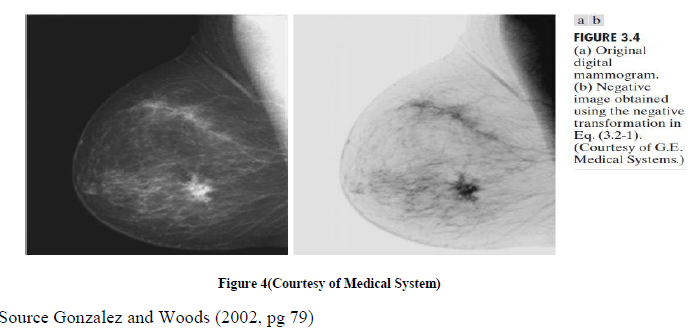 a b
FIGURE 3.4
(a) Original
digital
mammogram.
(b) Negative
image obtained
using the negative
transformation in
Eq. (3.2-1).
(Courtesy of G.E.
Medical Systems.)
Figure 4(Courtesy of Medical System)
Source Gonzalez and Woods (2002, pg 79)